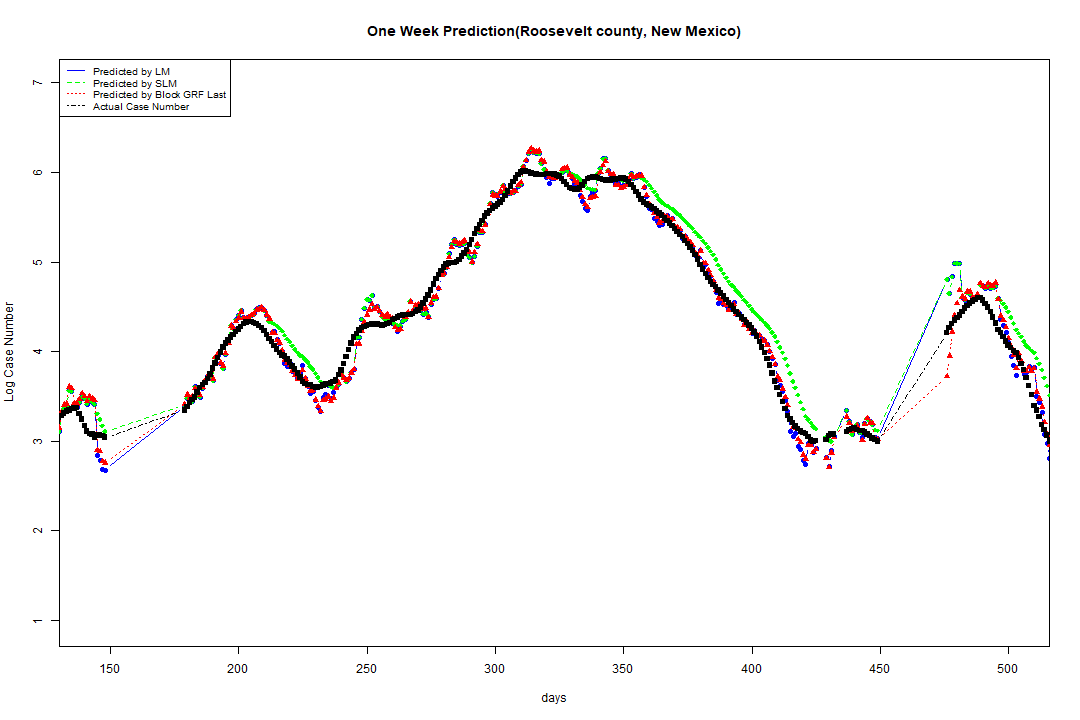 One Week Prediction(Roosevelt county, New Mexico)
Predicted by LM
Predicted by SLM
Predicted by Block GRF Last
Actual Case Number
7
6
5
4
3
2
1
Log Case Number
150 200 250 300 350 400 450 500
days